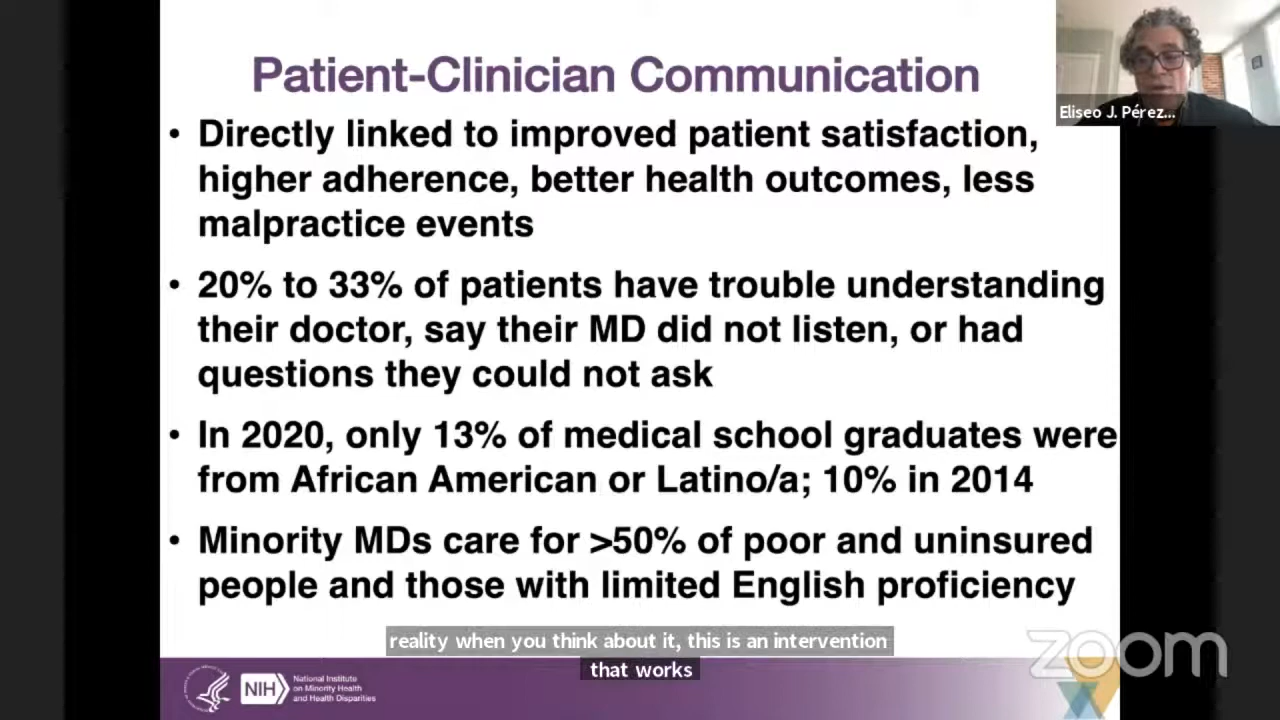 Patient-Clinician Communication
Eliseo J. Pérez...
• Directly linked to improved patient satisfaction,
higher adherence, better health outcomes, less
malpractice events
• 20% to 33% of patients have trouble understanding
their doctor, say their MD did not listen, or had
questions they could not ask
• In 2020, only 13% of medical school graduates were
from African American or Latino/a; 10% in 2014
• Minority MDs care for >50% of poor and uninsured
people and those with limited English proficiency
reality when you think about it, this is an intervention
that works
zoom
NIH
National Institute
on Minority Health
and Health Disparities